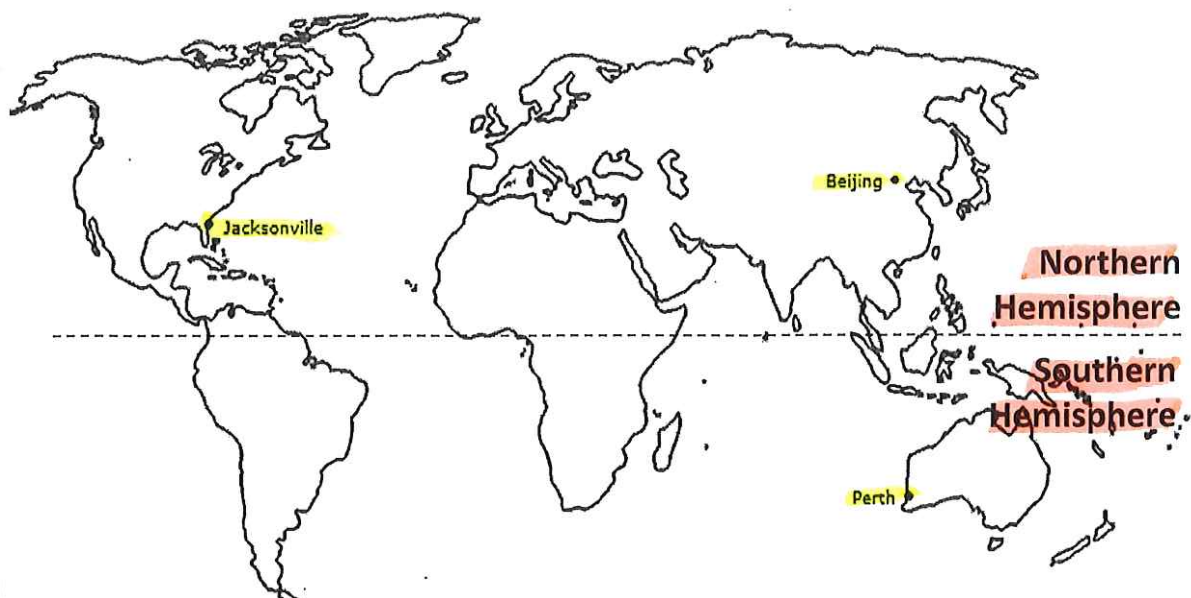 Beijing
Jacksonville
Northern
Hemisphere
Southern
Hemisphere
Perth